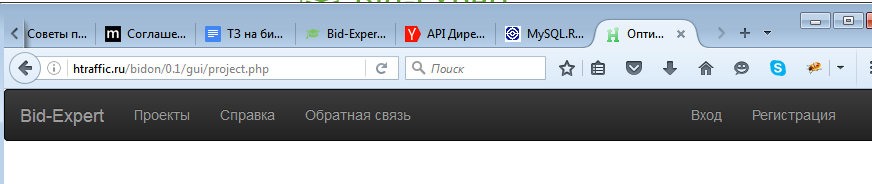 Советы п...
Соглаше...
ТЗ на би...
Bid-Exper...
API Дире...
MySQL.R...
Опти...
htraffic.ru/bidon/0.1/gui/project.php
Поиск
Bid-Expert Проекты Справка Обратная связь Вход Регистрация